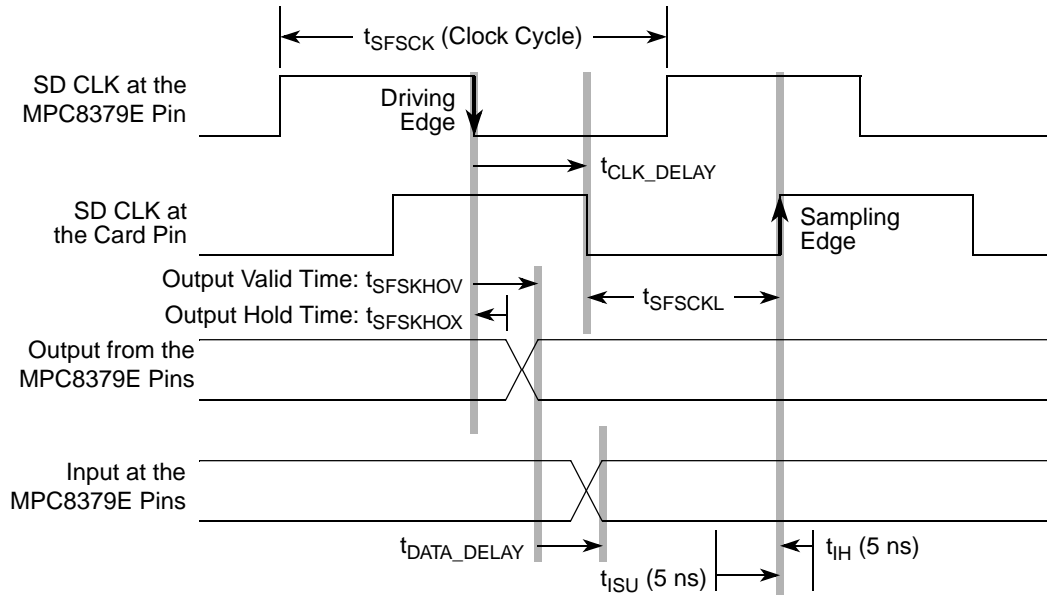 tSFSCK (Clock Cycle)
SD CLK at the
MPC8379E Pin
Driving
Edge
tCLK_DELAY
SD CLK at
the Card Pin
Sampling
Edge
Output Valid Time: tSFSKHOV
tSFSCKL
Output Hold Time: tSFSKHOX
Output from the
MPC8379E Pins
Input at the
MPC8379E Pins
tDATA_DELAY
tIH (5 ns)
tISU (5 ns)